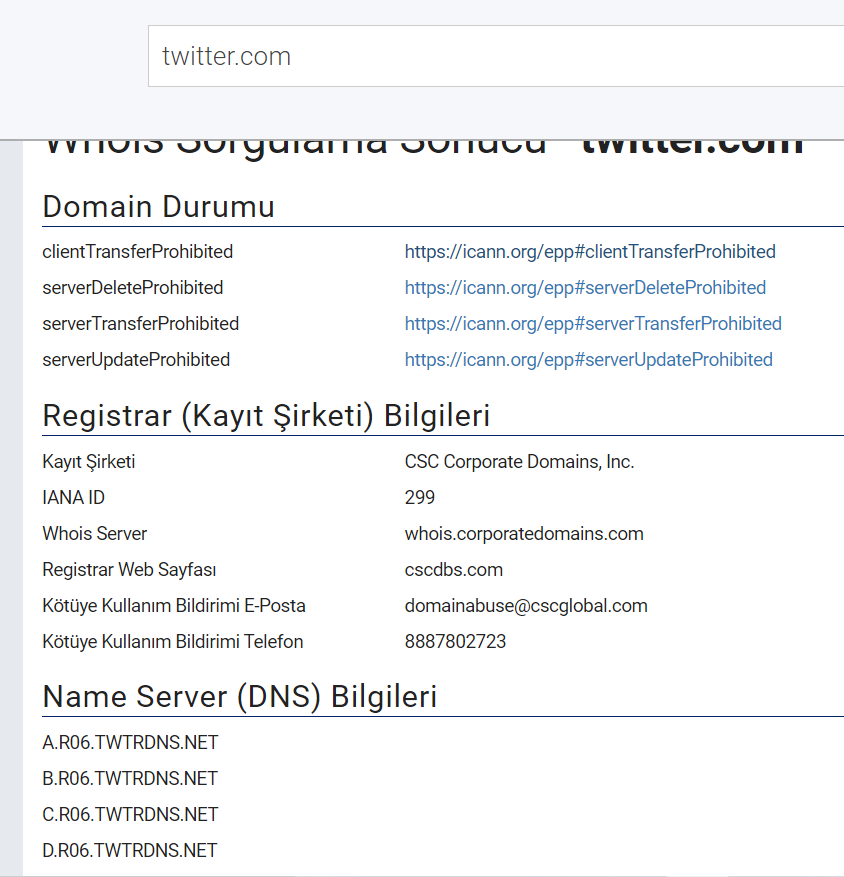 twitter.com
Whois Sorgulama Sonucu twitter.com
Domain Durumu
clientTransferProhibited https://icann.org/epp#clientTransferProhibited
serverDeleteProhibited https://icann.org/epp#serverDeleteProhibited
serverTransferProhibited https://icann.org/epp#serverTransferProhibited
serverUpdateProhibited https://icann.org/epp#serverUpdateProhibited
Registrar (Kayıt Şirketi) Bilgileri
Kayıt Şirketi CSC Corporate Domains, Inc.
IANA ID 299
Whois Server whois.corporatedomains.com
Registrar Web Sayfası cscdbs.com
Kötüye Kullanım Bildirimi E-Posta domainabuse@cscglobal.com
Kötüye Kullanım Bildirimi Telefon 8887802723
Name Server (DNS) Bilgileri
A.R06.TWTRDNS.NET
B.R06.TWTRDNS.NET
C.R06.TWTRDNS.NET
D.R06.TWTRDNS.NET